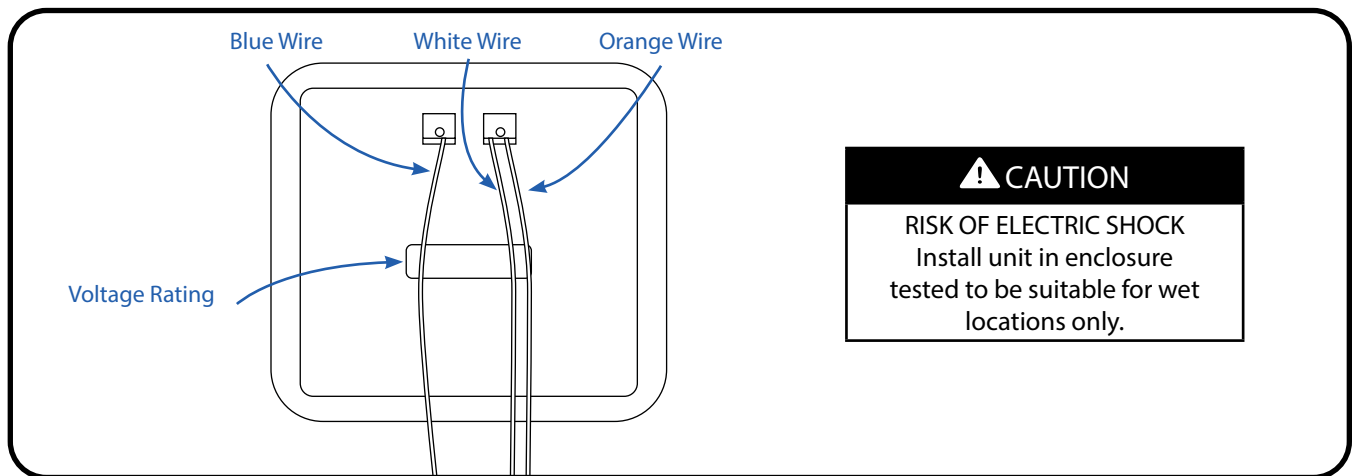 Blue Wire
White Wire
Orange Wire
Voltage Rating
CAUTION
RISK OF ELECTRIC SHOCK
Install unit in enclosure
tested to be suitable for wet
locations only.